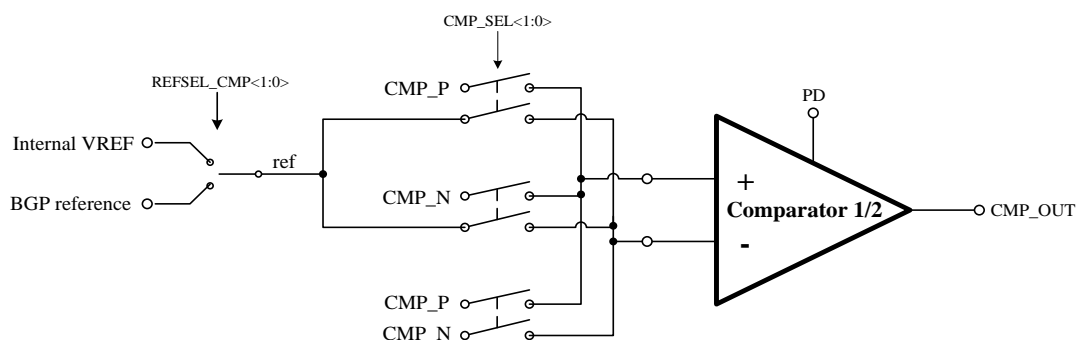 CMP_SEL<1:0>
REFSEL_CMP<1:0>
CMP_P
PD
Internal VREF
ref
BGP reference
CMP_N
+
Comparator 1/2
-
CMP_OUT
CMP_P
CMP_N